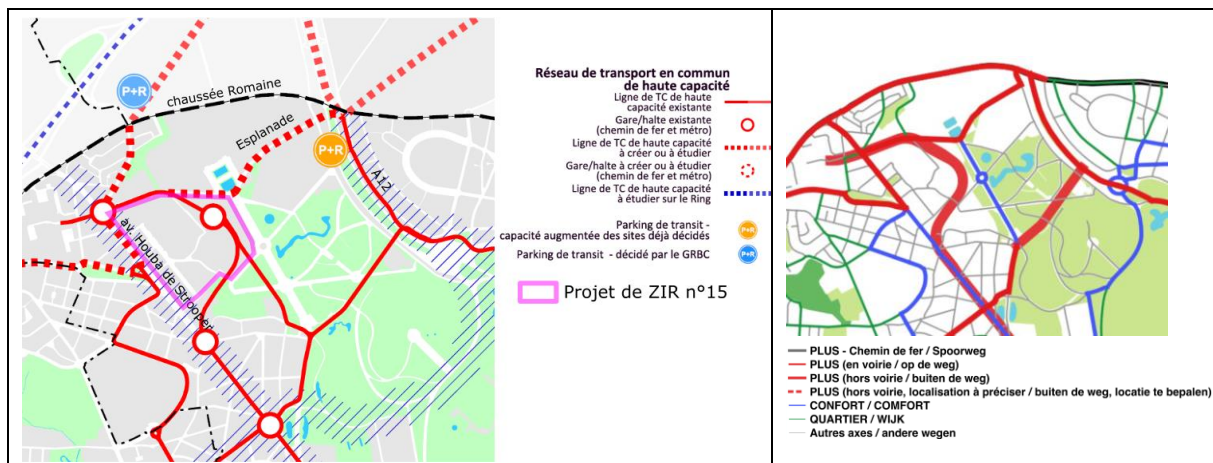 P+R
chaussée Romaine
Esplanade
P+R
A12
av. Houba de Strooper
Réseau de transport en commun
de haute capacité
Ligne de TC de haute
capacité existante
Gare/halte existante
(chemin de fer et métro)
Ligne de TC de haute capacité
à créer ou à étudier
Gare/halte à créer ou à étudier
(chemin de fer et métro)
Ligne de TC de haute capacité
à étudier sur le Ring
Parking de transit -
capacité augmentée des sites déjà décidés
P+R
Parking de transit - décidé par le GRBC
P+R
Projet de ZIR n°15
PLUS - Chemin de fer / Spoorweg
PLUS (en voirie / op de weg)
PLUS (hors voirie / buiten de weg)
PLUS (hors voirie, localisation à préciser / buiten de weg, locatie te bepalen)
CONFORT / COMFORT
QUARTIER / WIJK
Autres axes / andere wegen